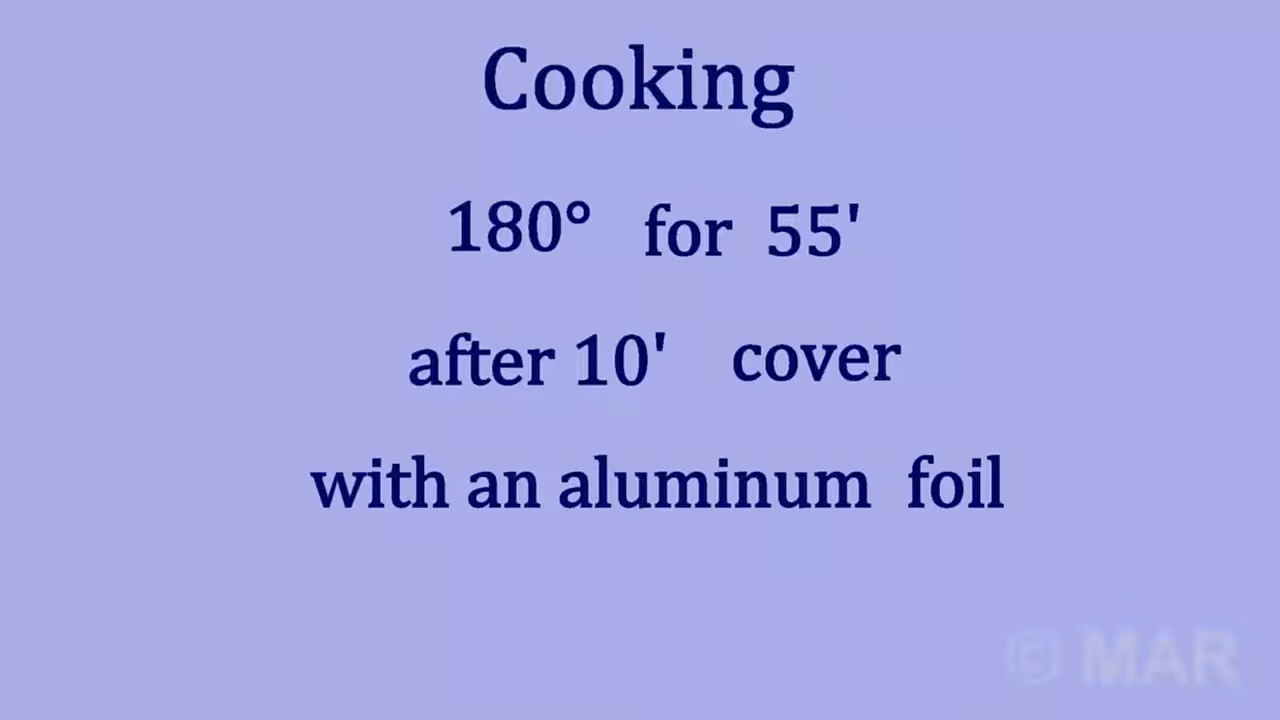 Cooking
180° for 55'
after 10' cover
with an aluminum foil
© MAR